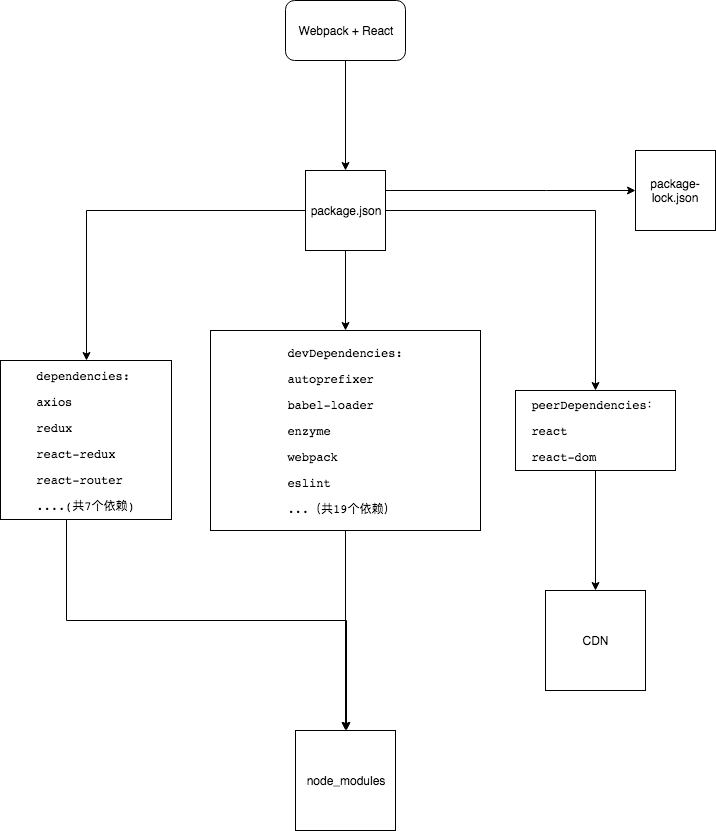 Webpack + React
package.json
package-
lock.json
dependencies:
axios
redux
react-redux
react-router
....(共7个依赖)
devDependencies:
autoprefixer
babel-loader
enzyme
webpack
eslint
...（共19个依赖）
peerDependencies：
react
react-dom
CDN
node_modules